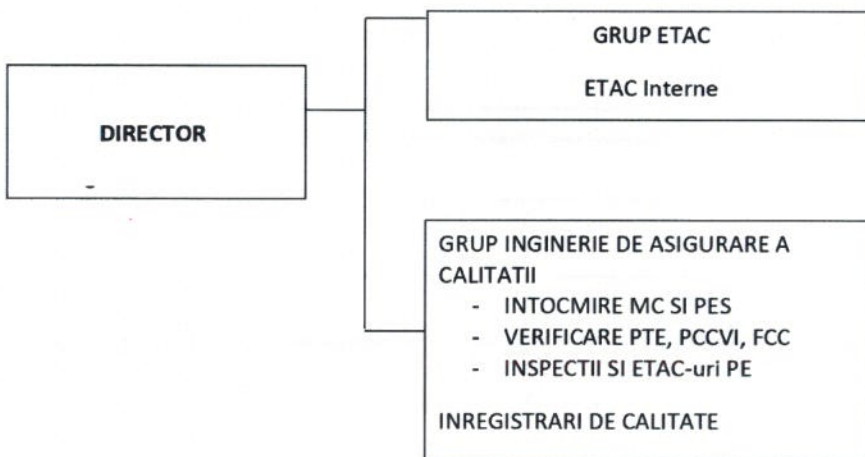 DIRECTOR
GRUP ETAC
ETAC Interne
GRUP INGINERIE DE ASIGURARE A
CALITATII
- INTOCMIRE MC SI PES
- VERIFICARE PTE, PCCVI, FCC
- INSPECTII SI ETAC-uri PE
INREGISTRARI DE CALITATE